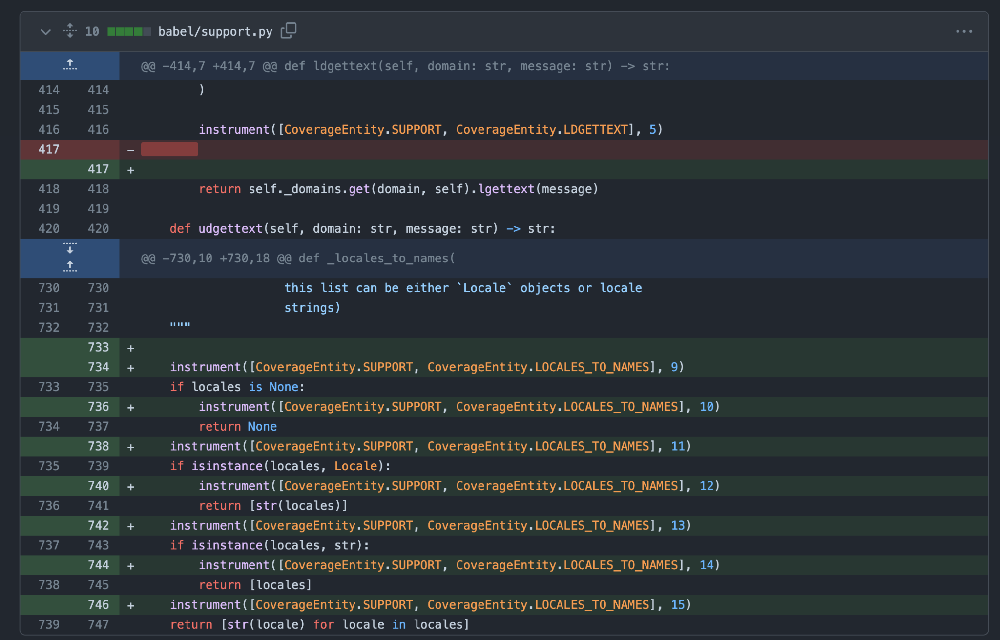 10 babel/support.py
@@ -414,7 +414,7 @@ def ldgettext(self, domain: str, message: str) -> str:
414 414 )
415 415
416 416 instrument([CoverageEntity.SUPPORT, CoverageEntity.LDGETTEXT], 5)
417 -
417 +
418 418 return self._domains.get(domain, self).lgettext(message)
419 419
420 420 def udgettext(self, domain: str, message: str) -> str:
@@ -730,10 +730,18 @@ def _locales_to_names(
730 730 this list can be either `Locale` objects or locale
731 731 strings)
732 732 """
733 +
734 + instrument([CoverageEntity.SUPPORT, CoverageEntity.LOCALES_TO_NAMES], 9)
733 735 if locales is None:
736 + instrument([CoverageEntity.SUPPORT, CoverageEntity.LOCALES_TO_NAMES], 10)
734 737 return None
738 + instrument([CoverageEntity.SUPPORT, CoverageEntity.LOCALES_TO_NAMES], 11)
735 739 if isinstance(locales, Locale):
740 + instrument([CoverageEntity.SUPPORT, CoverageEntity.LOCALES_TO_NAMES], 12)
736 741 return [str(locales)]
742 + instrument([CoverageEntity.SUPPORT, CoverageEntity.LOCALES_TO_NAMES], 13)
737 743 if isinstance(locales, str):
744 + instrument([CoverageEntity.SUPPORT, CoverageEntity.LOCALES_TO_NAMES], 14)
738 745 return [locales]
746 + instrument([CoverageEntity.SUPPORT, CoverageEntity.LOCALES_TO_NAMES], 15)
739 747 return [str(locale) for locale in locales]